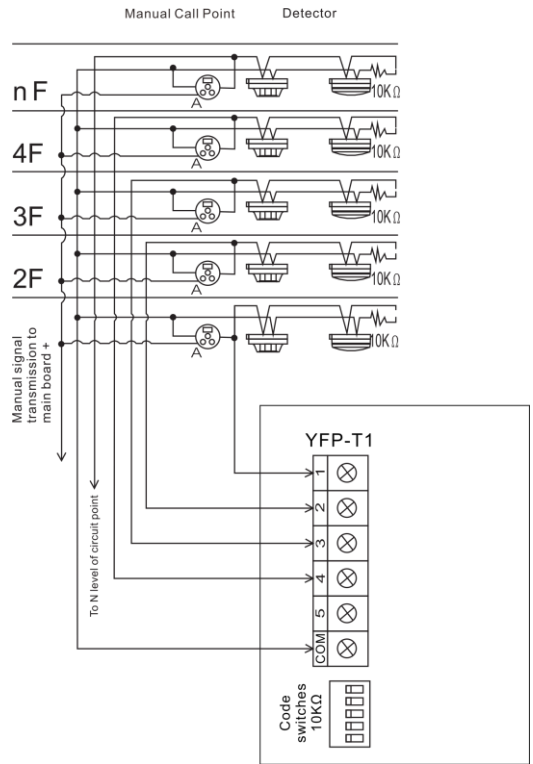 Manual Call Point Detector
nF
A
10KΩ
4F
A
10KΩ
3F
A
10KΩ
2F
A
10KΩ
A
10KΩ
Manual signal
transmission to
main board +
To N level of circuit point
YFP-T1
1
2
3
4
5
COM
Code
switches
10KΩ